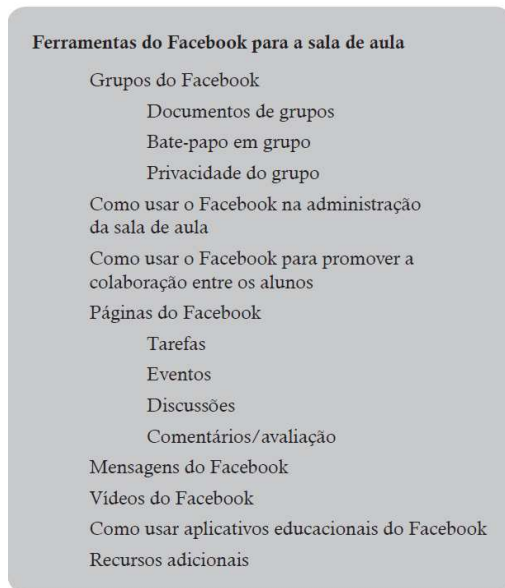 Ferramentas do Facebook para a sala de aula
Grupos do Facebook
Documentos de grupos
Bate-papo em grupo
Privacidade do grupo
Como usar o Facebook na administração
da sala de aula
Como usar o Facebook para promover a
colaboração entre os alunos
Páginas do Facebook
Tarefas
Eventos
Discussões
Comentários/avaliação
Mensagens do Facebook
Vídeos do Facebook
Como usar aplicativos educacionais do Facebook
Recursos adicionais